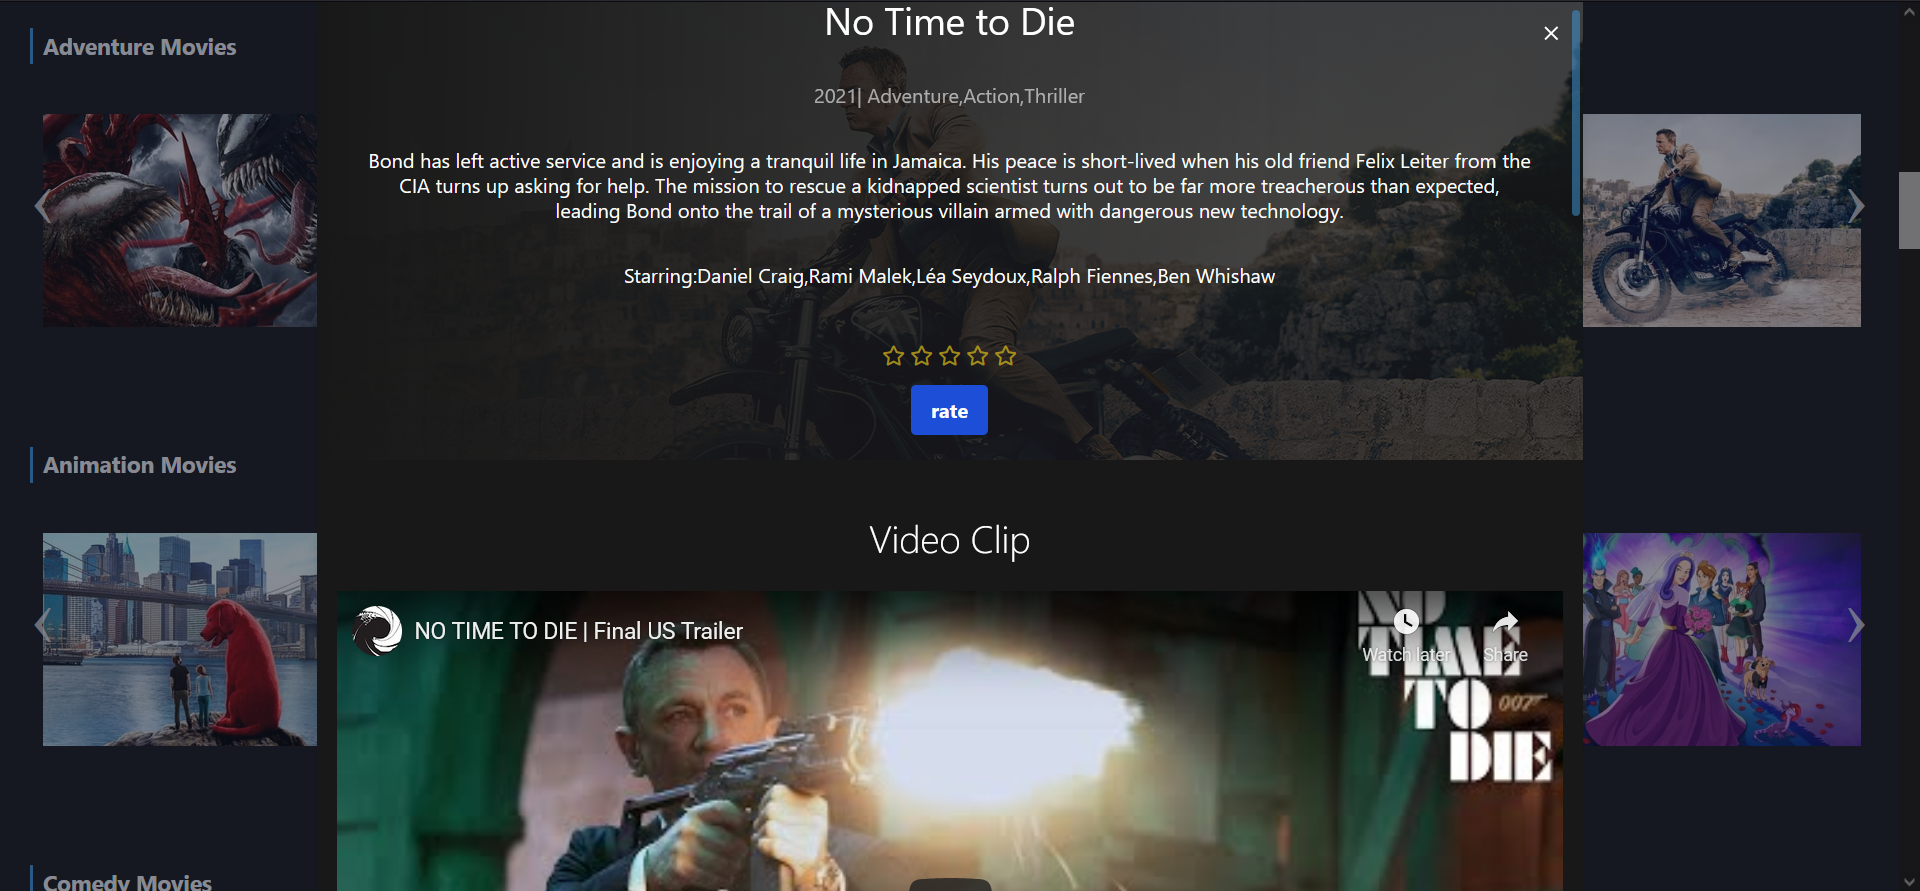 No Time to Die
Adventure Movies
2021| Adventure,Action,Thriller
Bond has left active service and is enjoying a tranquil life in Jamaica. His peace is short-lived when his old friend Felix Leiter from the
CIA turns up asking for help. The mission to rescue a kidnapped scientist turns out to be far more treacherous than expected,
leading Bond onto the trail of a mysterious villain armed with dangerous new technology.
Starring:Daniel Craig,Rami Malek,Léa Seydoux,Ralph Fiennes,Ben Whishaw
rate
Animation Movies
Video Clip
NO TIME TO DIE | Final US Trailer
Watch later
Share
NO
TIME
TO 007
DIE
Comedy Movies